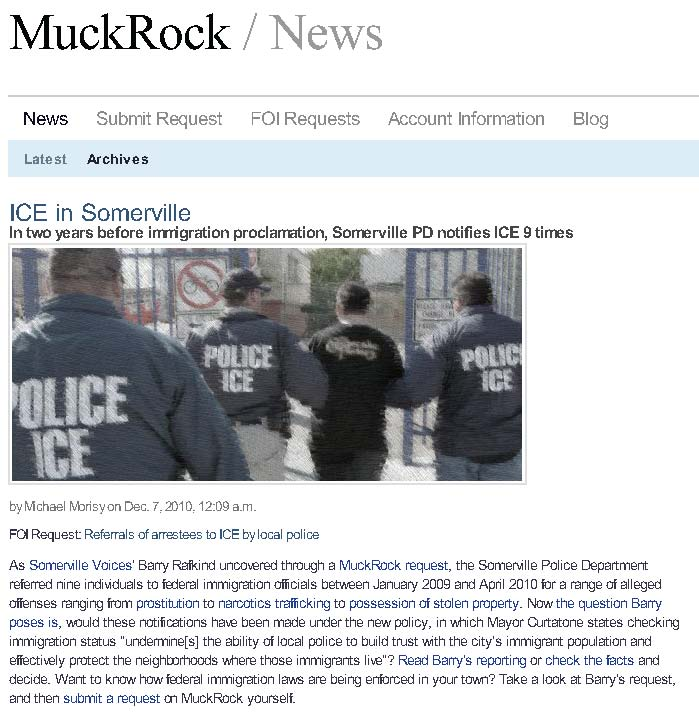 MuckRock / News
News Submit Request FOI Requests Account Information Blog
Latest Archives
ICE in Somerville
In two years before immigration proclamation, Somerville PD notifies ICE 9 times
POLICE ICE
POLICE ICE
POLICE ICE
by Michael Morisy on Dec. 7, 2010, 12:09 a.m.
FOI Request: Referrals of arrestees to ICE by local police
As Somerville Voices' Barry Rafkind uncovered through a MuckRock request, the Somerville Police Department
referred nine individuals to federal immigration officials between January 2009 and April 2010 for a range of alleged
offenses ranging from prostitution to narcotics trafficking to possession of stolen property. Now the question Barry
poses is, would these notifications have been made under the new policy, in which Mayor Curtatone states checking
immigration status "undermine[s] the ability of local police to build trust with the city's immigrant population and
effectively protect the neighborhoods where those immigrants live"? Read Barry's reporting or check the facts and
decide. Want to know how federal immigration laws are being enforced in your town? Take a look at Barry's request,
and then submit a request on MuckRock yourself.